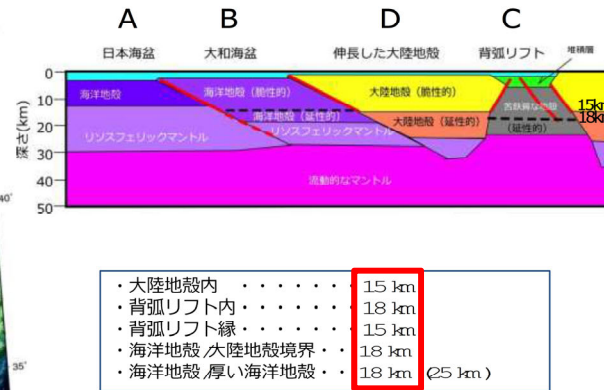 A B D C
日本海盆 大和海盆 伸長した大陸地殻 背弧リフト 堆積層
0
海洋地殻 海洋地殻（脆性的） 大陸地殻（脆性的） 苦鉄質な地殻 15km
10
海洋地殻（延性的） 大陸地殻（延性的） （延性的） 18km
20
リソスフェリックマントル リソスフェリックマントル
30
深さ(km)
40
流動的なマントル
50
40°
・大陸地殻内 ・・・・・・・ 15 km
・背弧リフト内・・・・・・・ 18 km
・背弧リフト縁・・・・・・・ 15 km
・海洋地殻/大陸地殻境界・・ 18 km
・海洋地殻/厚い海洋地殻・・ 18 km (25 km)
35°